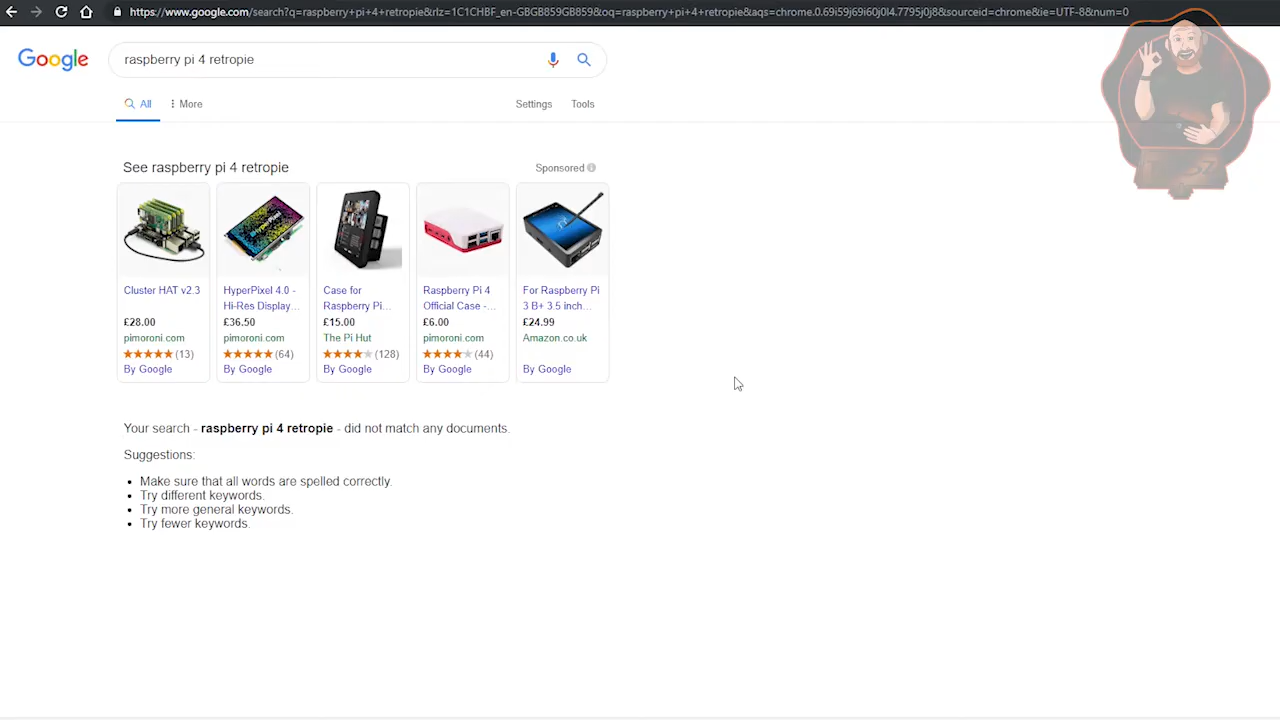 https://www.google.com/search?q=raspberry+pi+4+retropie&rlz=1C1CHBF_en-GBGB859GB859&oq=raspberry+pi+4+retropie&aqs=chrome.0.69i59j69i60j0l4.7795j0j8&sourceid=chrome&ie=UTF-8&num=0
Google
raspberry pi 4 retropie
All
More
Settings
Tools
See raspberry pi 4 retropie
Sponsored
Cluster HAT v2.3
£28.00
pimoroni.com
(13)
By Google
HyperPixel 4.0 -
Hi-Res Display...
£36.50
pimoroni.com
(64)
By Google
Case for
Raspberry Pi...
£15.00
The Pi Hut
(128)
By Google
Raspberry Pi 4
Official Case -...
£6.00
pimoroni.com
(44)
By Google
For Raspberry Pi
3 B+ 3.5 inch...
£24.99
Amazon.co.uk
By Google
Your search - raspberry pi 4 retropie - did not match any documents.
Suggestions:
Make sure that all words are spelled correctly.
Try different keywords.
Try more general keywords.
Try fewer keywords.